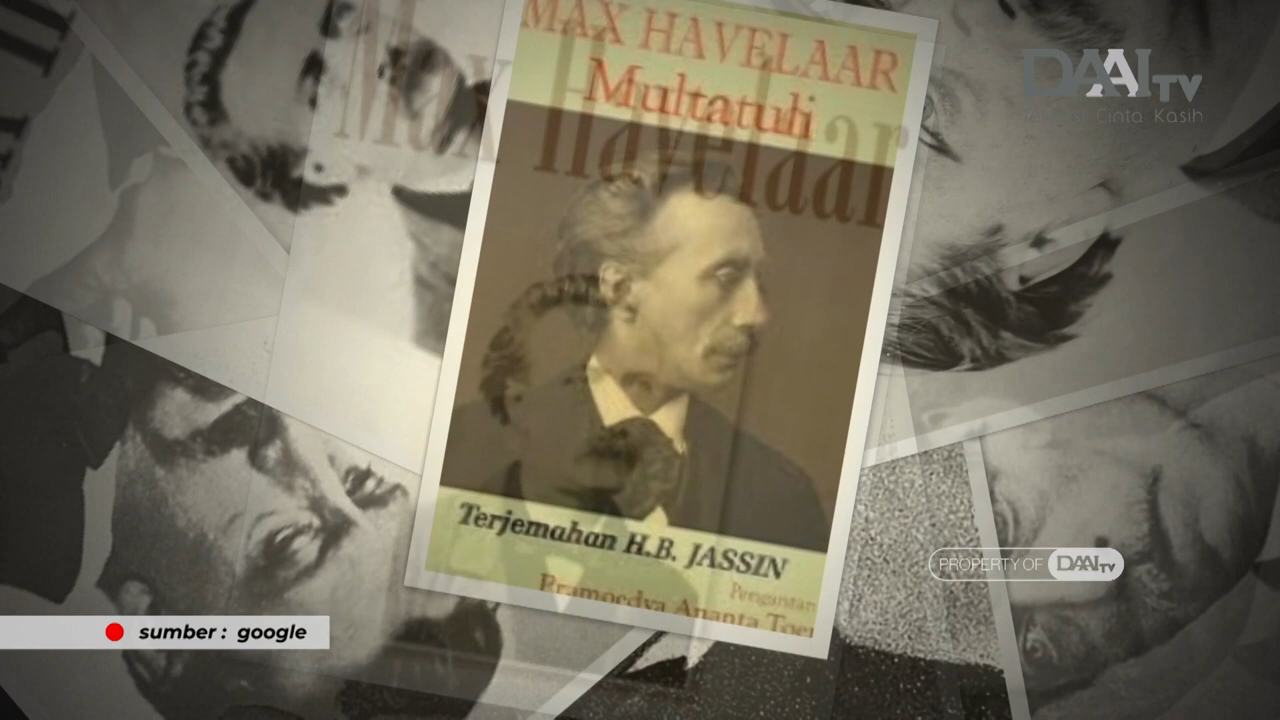 MAX HAVELAAR
Multatuli
Max Havelaar
DAAI TV
Cinta Kasih
Terjemahan H.B. JASSIN
Pengantar
Pramoedya Ananta Toer
PROPERTY OF DAAI TV
sumber : google